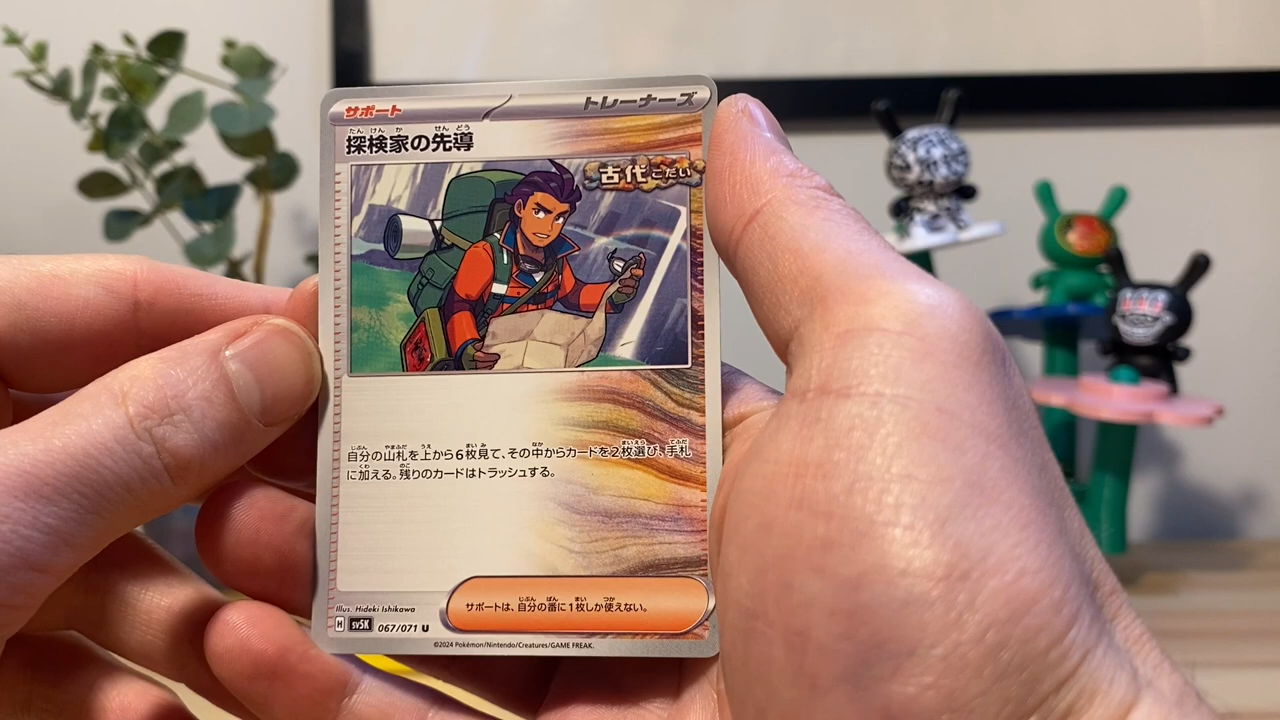 サポート
トレーナーズ
たんけんか せんどう
探検家の先導
古代 こだい
じぶん やまふだ うえ まい み なか まいえら てふだ
自分の山札を上から6枚見て、その中からカードを2枚選び、手札
くわ のこ
に加える。残りのカードはトラッシュする。
じぶん ばん まい つか
サポートは、自分の番に1枚しか使えない。
Illus. Hideki Ishikawa
H SV5K 067/071 U
©2024 Pokémon/Nintendo/Creatures/GAME FREAK.